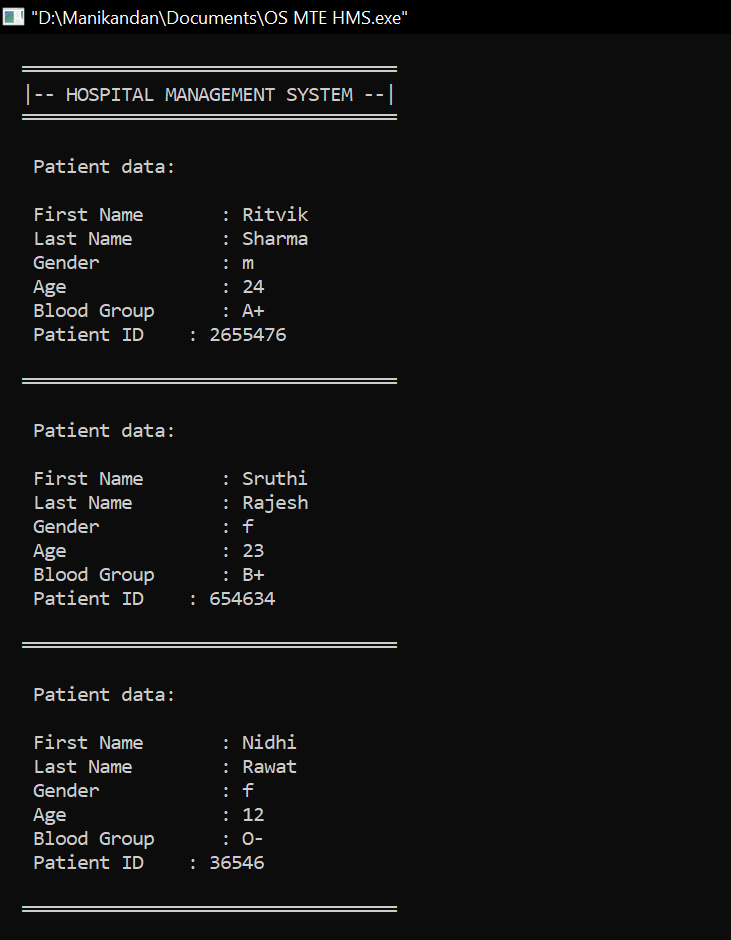 "D:\Manikandan\Documents\OS MTE HMS.exe"
|-- HOSPITAL MANAGEMENT SYSTEM --|
Patient data:
First Name : Ritvik
Last Name : Sharma
Gender : m
Age : 24
Blood Group : A+
Patient ID : 2655476
Patient data:
First Name : Sruthi
Last Name : Rajesh
Gender : f
Age : 23
Blood Group : B+
Patient ID : 654634
Patient data:
First Name : Nidhi
Last Name : Rawat
Gender : f
Age : 12
Blood Group : O-
Patient ID : 36546